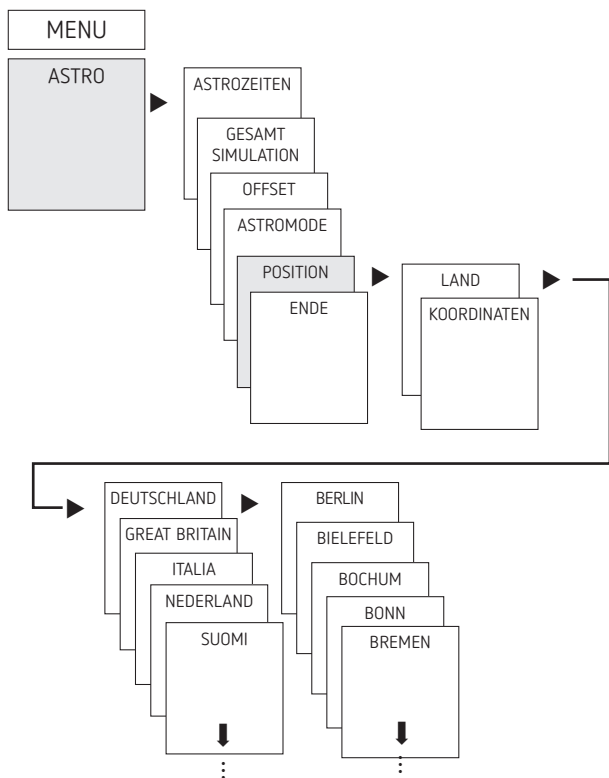 MENU
ASTRO
ASTROZEITEN
GESAMT
SIMULATION
OFFSET
ASTROMODE
POSITION
ENDE
LAND
KOORDINATEN
DEUTSCHLAND
GREAT BRITAIN
ITALIA
NEDERLAND
SUOMI
BERLIN
BIELEFELD
BOCHUM
BONN
BREMEN